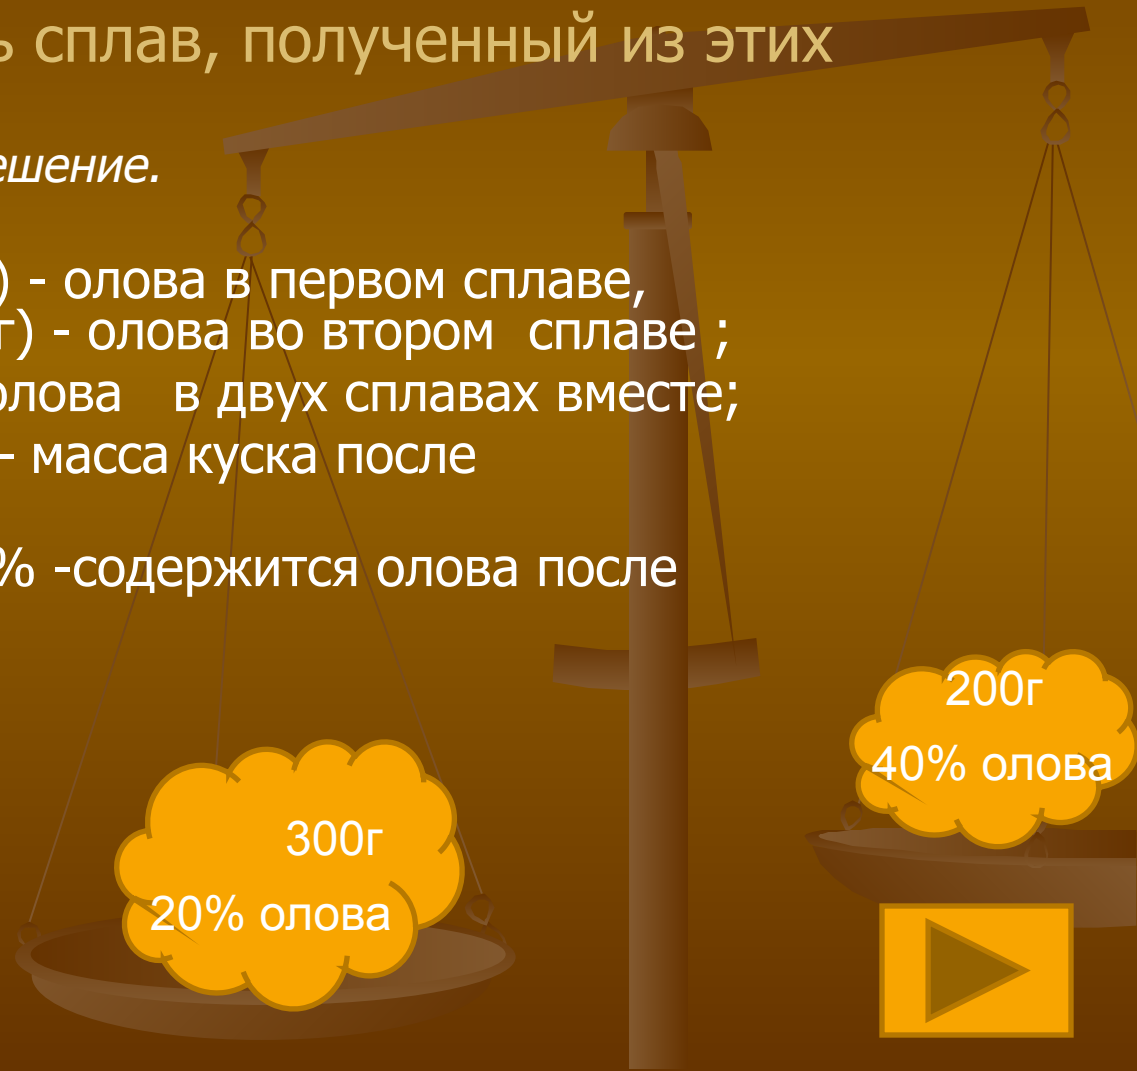 ь сплав, полученный из этих
ешение.
) - олова в первом сплаве,
г) - олова во втором сплаве ;
олова в двух сплавах вместе;
- масса куска после
% -содержится олова после
200г
40% олова
300г
20% олова